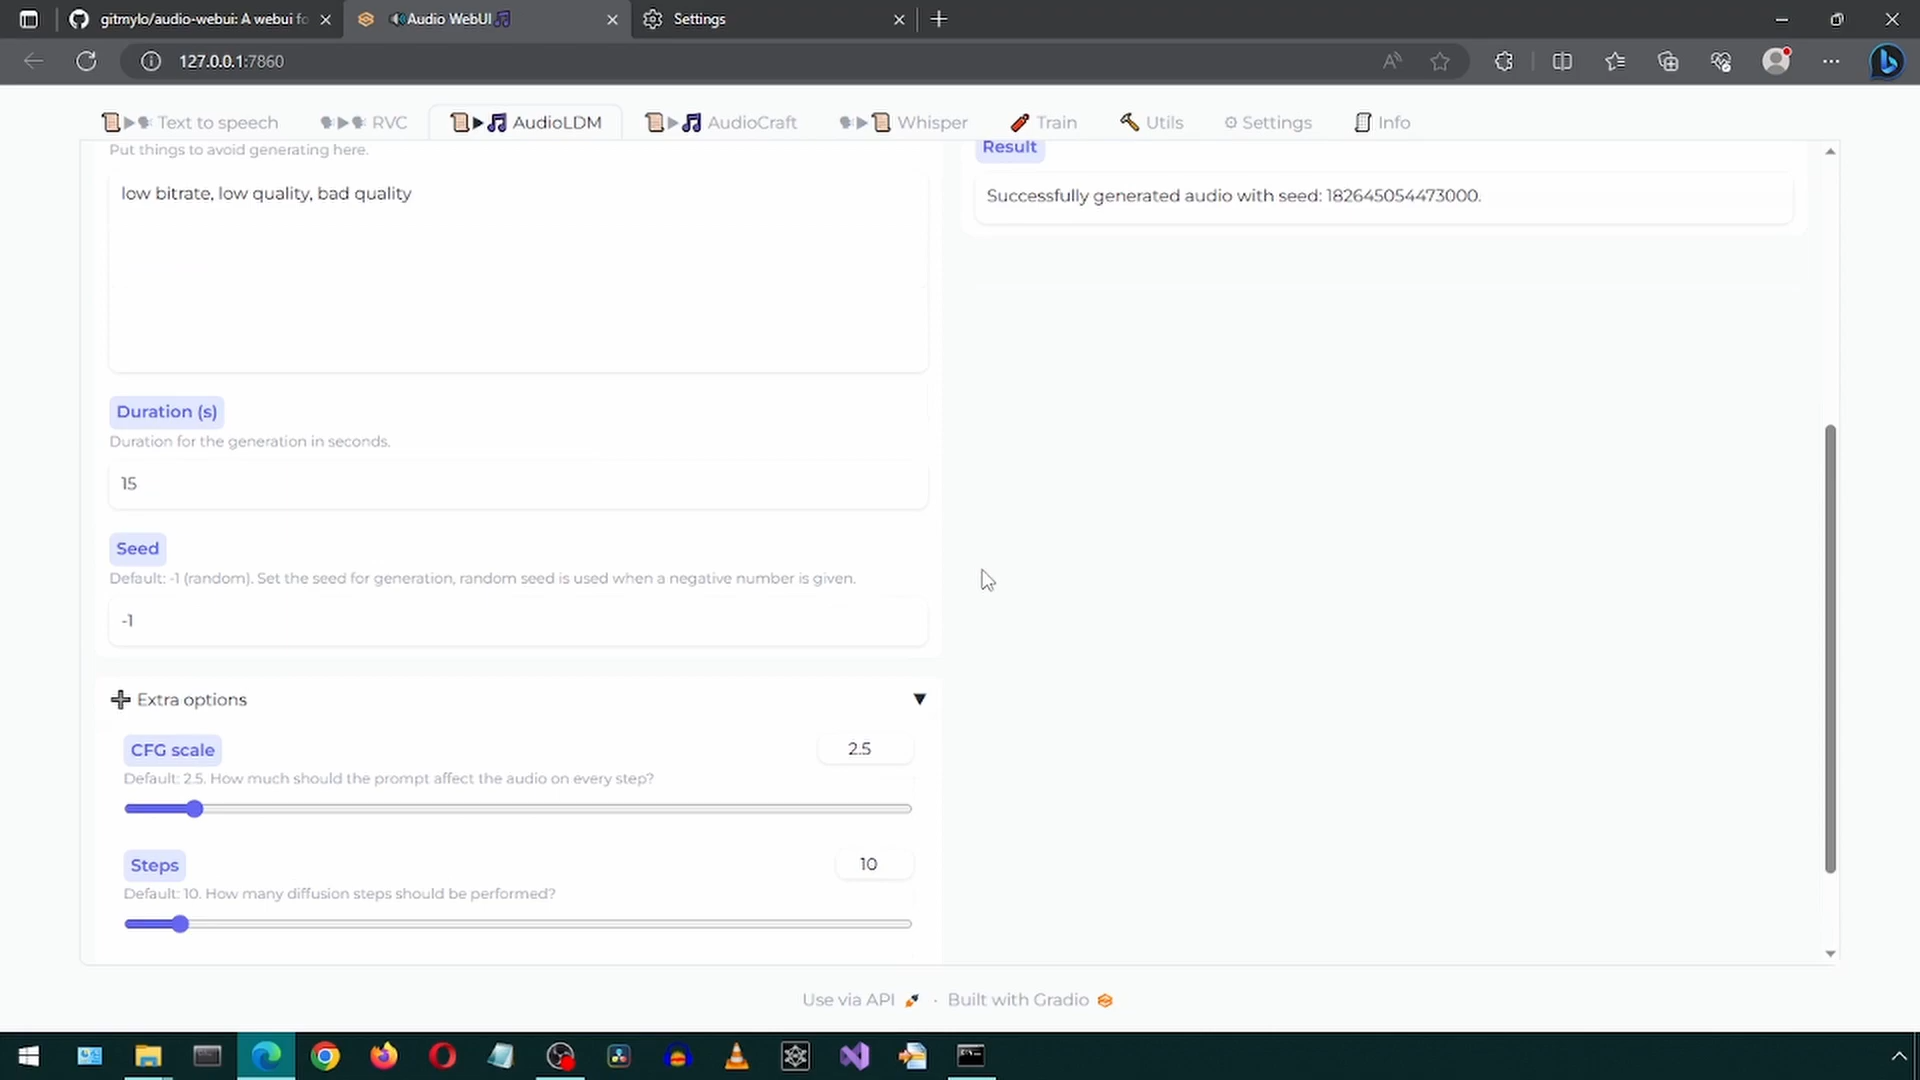 gitmylo/audio-webui: A webui fo
Audio WebUI
Settings
127.0.0.1:7860
Text to speech
RVC
AudioLDM
AudioCraft
Whisper
Train
Utils
Settings
Info
Put things to avoid generating here.
low bitrate, low quality, bad quality
Duration (s)
Duration for the generation in seconds.
15
Seed
Default: -1 (random). Set the seed for generation, random seed is used when a negative number is given.
-1
Extra options
CFG scale
2.5
Default: 2.5. How much should the prompt affect the audio on every step?
Steps
10
Default: 10. How many diffusion steps should be performed?
Result
Successfully generated audio with seed: 182645054473000.
Use via API · Built with Gradio